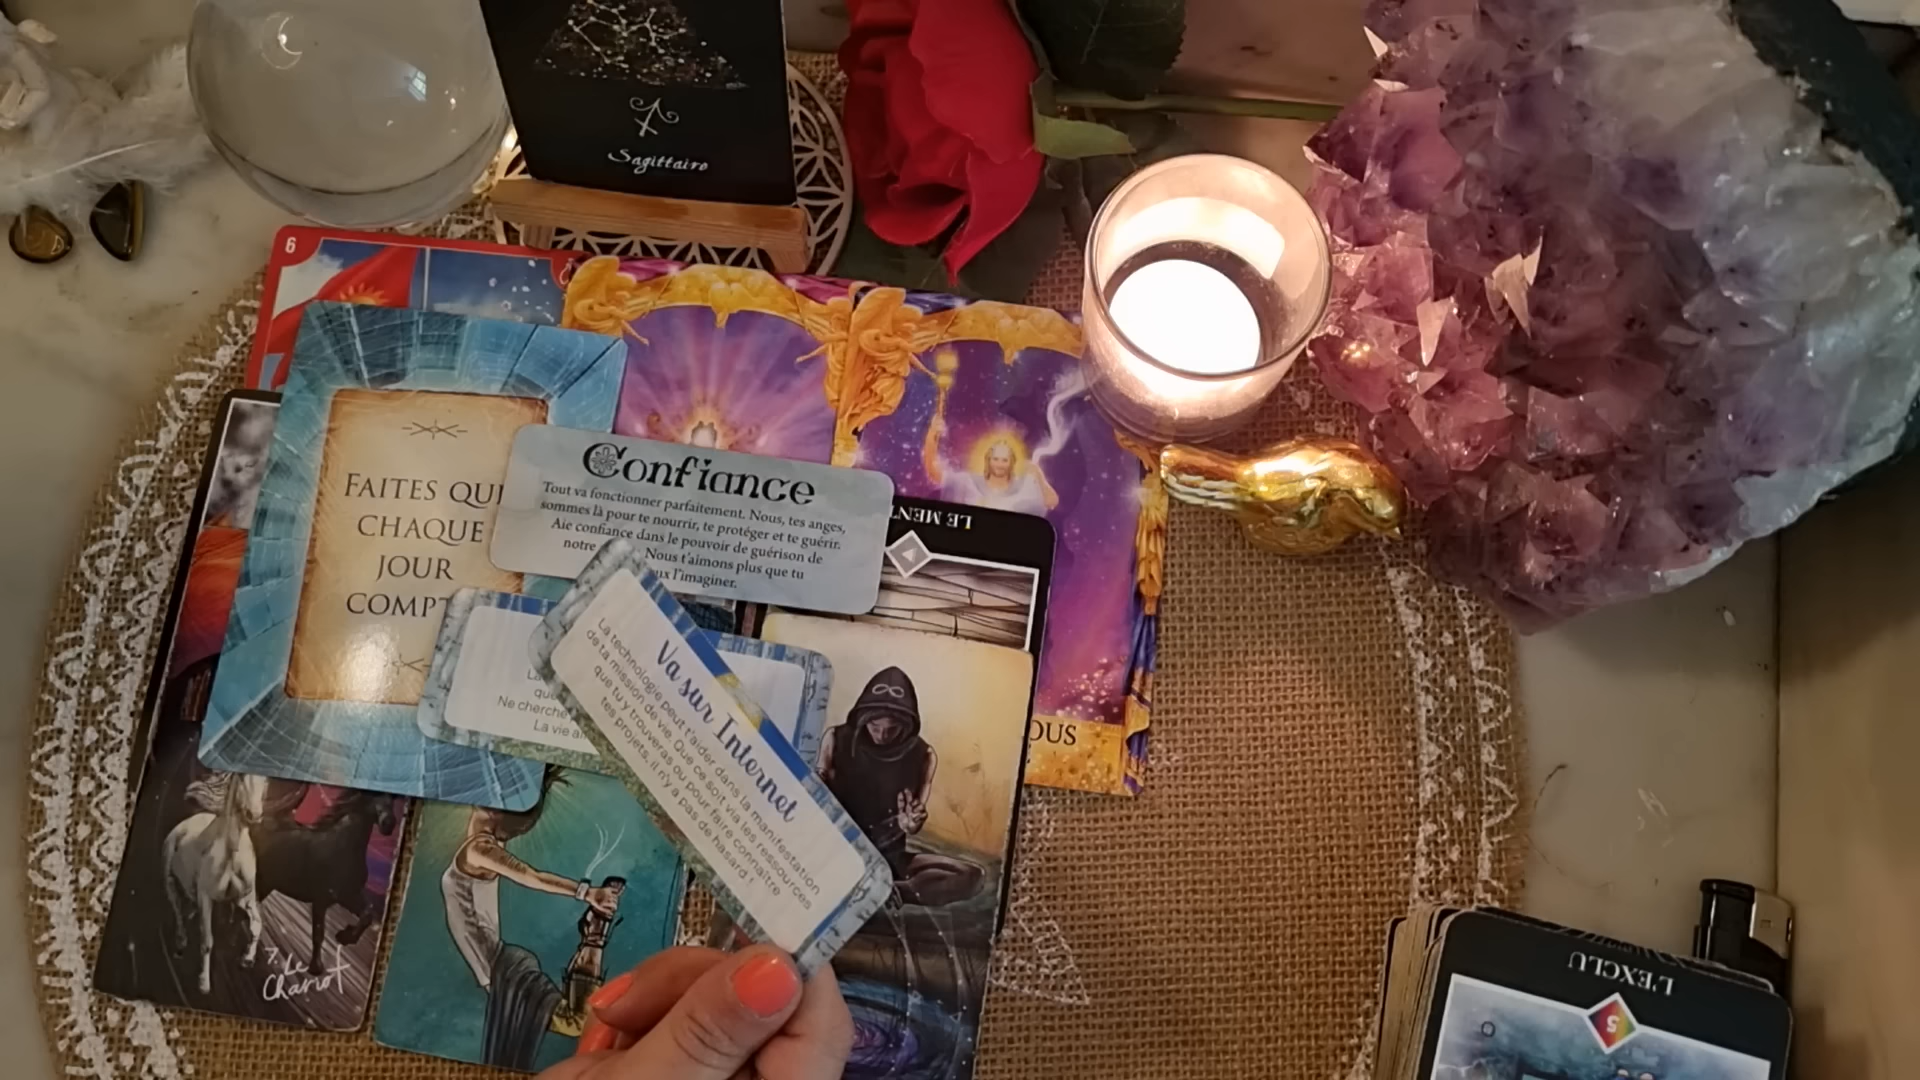 Sagittaire
6
FAITES QUE
CHAQUE
JOUR
Confiance
Tout va fonctionner parfaitement. Nous, tes anges,
sommes là pour te nourrir, te protéger et te guérir.
Aie confiance dans le pouvoir de guérison de
notre Nous t'aimons plus que tu
l'imaginer.
LE
Va sur Internet
La technologie peut t'aider dans la manifestation
de ta mission de vie. Que ce soit via les ressources
que tu y trouveras ou pour faire connaître
tes projets, il n'y a pas de hasard !
La
Ne cherche
La vie
7. Le
Chariot
L'EXCLU
5